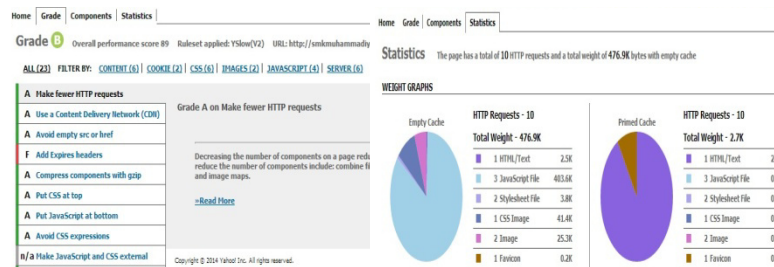 Home Grade Components Statistics
Grade B Overall performance score 89 Ruleset applied: YSlow(V2) URL: http://smkmuhammadiy
ALL (23) FILTER BY: CONTENT (6) | COOKIE (2) | CSS (6) | IMAGES (2) | JAVASCRIPT (4) | SERVER (6)
A Make fewer HTTP requests
A Use a Content Delivery Network (CDN)
A Avoid empty src or href
F Add Expires headers
A Compress components with gzip
A Put CSS at top
A Put JavaScript at bottom
A Avoid CSS expressions
n/a Make JavaScript and CSS external
Grade A on Make fewer HTTP requests
Decreasing the number of components on a page redu
reduce the number of components include: combine fi
and image maps.
»Read More
Copyright © 2014 Yahoo! Inc. All rights reserved.
Home Grade Components Statistics
Statistics The page has a total of 10 HTTP requests and a total weight of 476.9K bytes with empty cache
WEIGHT GRAPHS
Empty Cache
HTTP Requests - 10
Total Weight - 476.9K
1 HTML/Text 2.5K
3 JavaScript File 403.6K
2 Stylesheet File 3.8K
1 CSS Image 41.4K
2 Image 25.3K
1 Favicon 0.2K
Primed Cache
HTTP Requests - 10
Total Weight - 2.7K
1 HTML/Text 2
3 JavaScript File 0
2 Stylesheet File 0
1 CSS Image 0
2 Image 0
1 Favicon 0